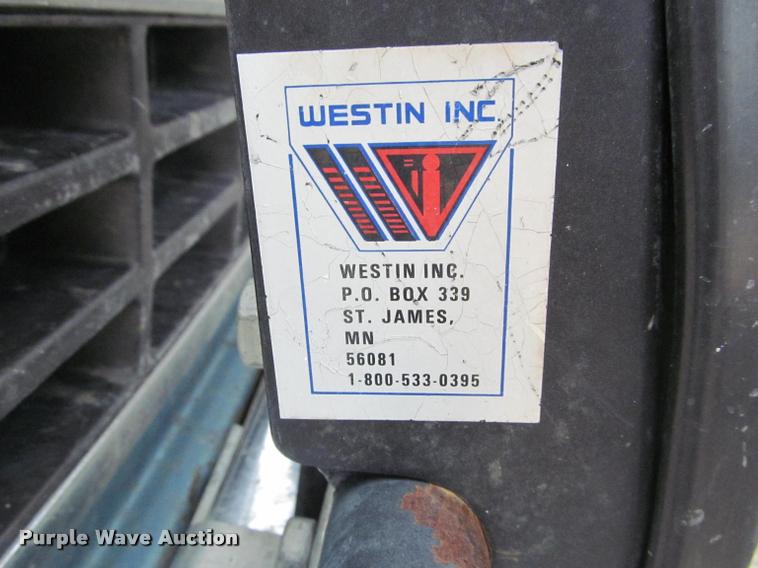 WESTIN INC.
WESTIN INC.
P.O. BOX 339
ST. JAMES,
MN
56081
1-800-533-0395
Purple Wave Auction®